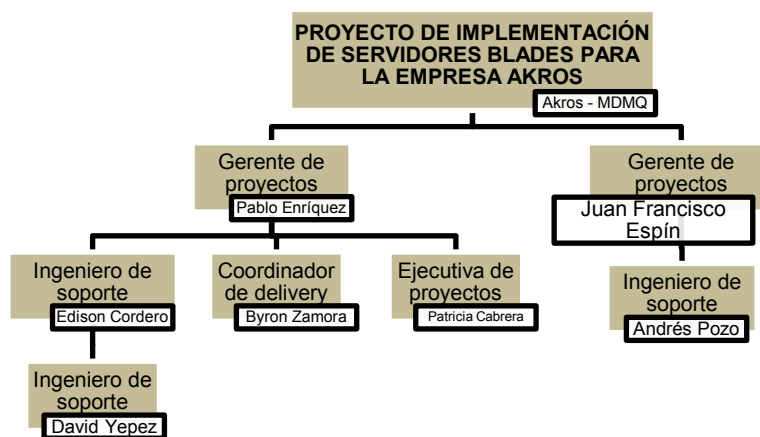 PROYECTO DE IMPLEMENTACIÓN
DE SERVIDORES BLADES PARA
LA EMPRESA AKROS
Akros - MDMQ
Gerente de
proyectos
Pablo Enríquez
Gerente de
proyectos
Juan Francisco
Espín
Ingeniero de
soporte
Edison Cordero
Coordinador
de delivery
Byron Zamora
Ejecutiva de
proyectos
Patricia Cabrera
Ingeniero de
soporte
Andrés Pozo
Ingeniero de
soporte
David Yepez